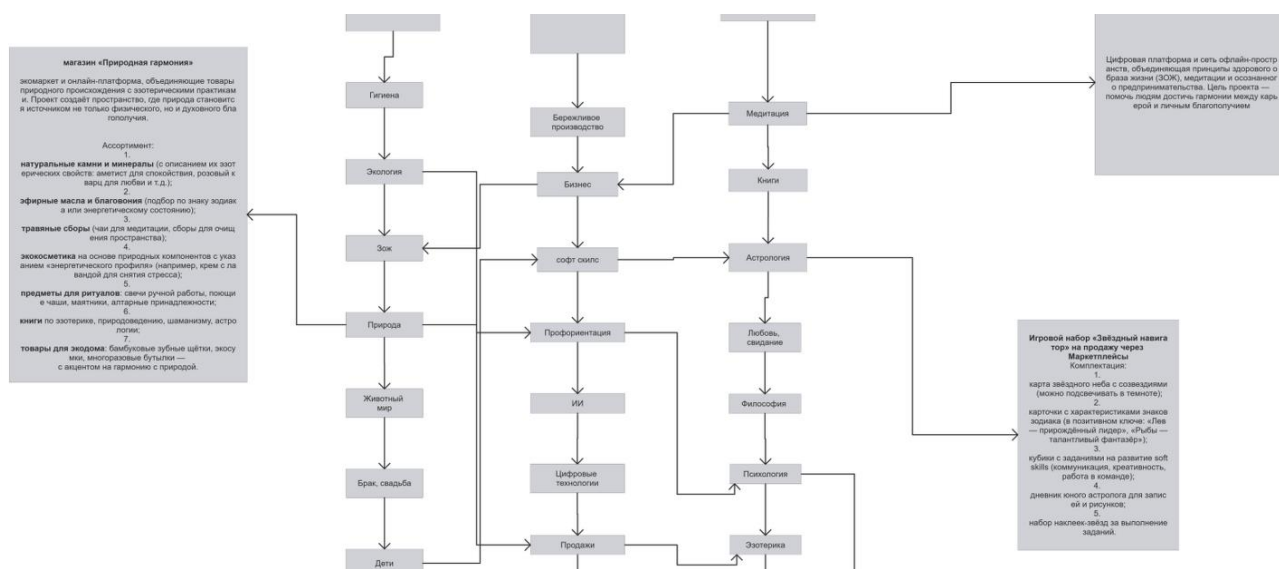 магазин «Природная гармония»
экомаркет и онлайн-платформа, объединяющие товары
природного происхождения с эзотерическими практикам
и. Проект создаёт пространство, где природа становитс
я источником не только физического, но и духовного бла
гополучия.
Ассортимент:
1.
натуральные камни и минералы (с описанием их эзот
ерических свойств: аметист для спокойствия, розовый к
варц для любви и т.д.);
2.
эфирные масла и благовония (подбор по знаку зодиак
а или энергетическому состоянию);
3.
травяные сборы (чаи для медитации, сборы для очищ
ения пространства);
4.
экокосметика на основе природных компонентов с указ
анием «энергетического профиля» (например, крем с ла
вандой для снятия стресса);
5.
предметы для ритуалов: свечи ручной работы, поющи
е чаши, маятники, алтарные принадлежности;
6.
книги по эзотерике, природоведению, шаманизму, астро
логии;
7.
товары для экодома: бамбуковые зубные щётки, экосу
мки, многоразовые бутылки —
с акцентом на гармонию с природой.
Гигиена
Экология
Зож
Природа
Животный
мир
Брак, свадьба
Дети
Бережливое
производство
Бизнес
софт скилс
Профориентация
ИИ
Цифровые
технологии
Продажи
Медитация
Книги
Астрология
Любовь,
свидание
Философия
Психология
Эзотерика
Цифровая платформа и сеть офлайн-простр
анств, объединяющая принципы здорового о
браза жизни (ЗОЖ), медитации и осознанног
о предпринимательства. Цель проекта —
помочь людям достичь гармонии между карь
ерой и личным благополучием
Игровой набор «Звёздный навига
тор» на продажу через
Маркетплейсы
Комплектация:
1.
карта звёздного неба с созвездиями
(можно подсвечивать в темноте);
2.
карточки с характеристиками знаков
зодиака (в позитивном ключе: «Лев
— прирождённый лидер», «Рыбы —
талантливый фантазёр»);
3.
кубики с заданиями на развитие soft
skills (коммуникация, креативность,
работа в команде);
4.
дневник юного астролога для запис
ей и рисунков;
5.
набор наклеек-звёзд за выполнение
заданий.